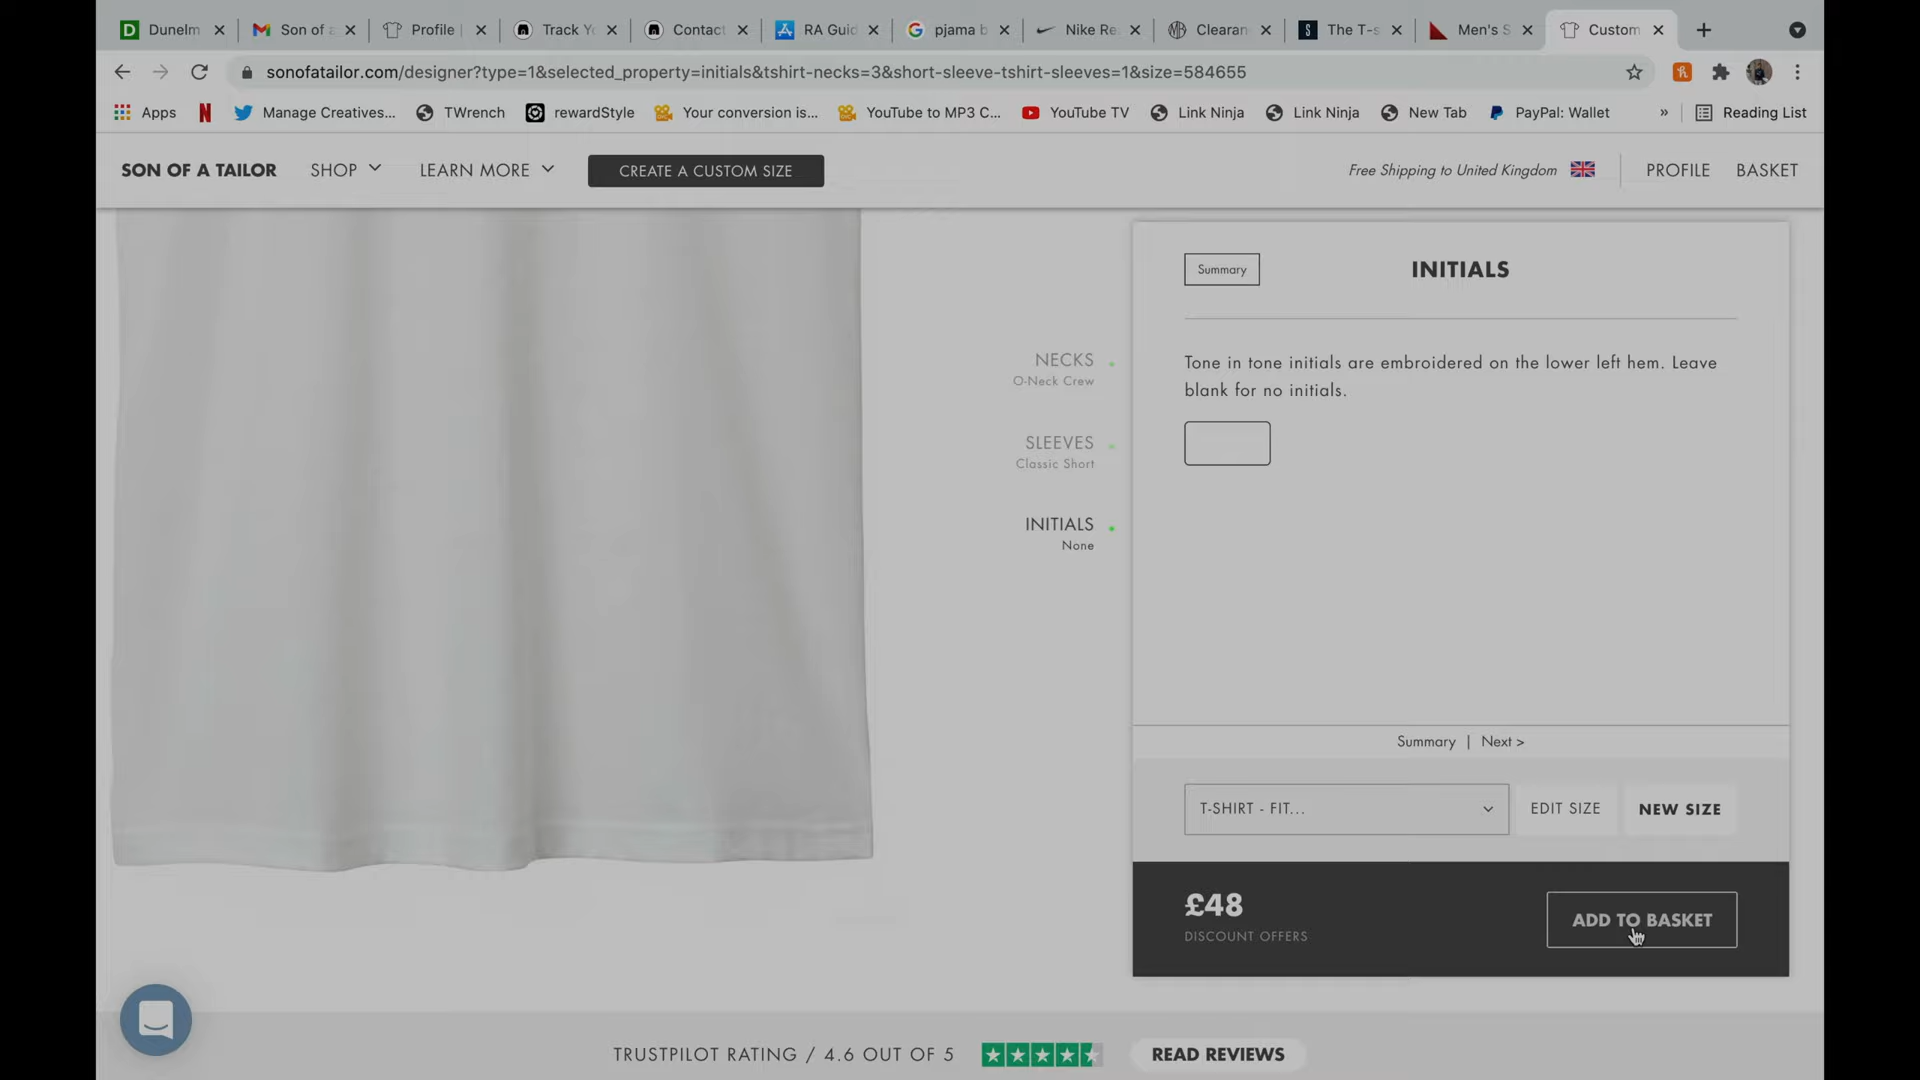 Dunelm
Son of a
Profile |
Track Yo
Contact
RA Guid
pjama b
Nike Re
Clearan
The T-s
Men's S
Custom
sonofatailor.com/designer?type=1&selected_property=initials&tshirt-necks=3&short-sleeve-tshirt-sleeves=1&size=584655
Apps
Manage Creatives...
TWrench
rewardStyle
Your conversion is...
YouTube to MP3 C...
YouTube TV
Link Ninja
Link Ninja
New Tab
PayPal: Wallet
»
Reading List
SON OF A TAILOR
SHOP
LEARN MORE
CREATE A CUSTOM SIZE
Free Shipping to United Kingdom
PROFILE
BASKET
Summary
INITIALS
Tone in tone initials are embroidered on the lower left hem. Leave
blank for no initials.
NECKS
O-Neck Crew
SLEEVES
Classic Short
INITIALS
None
Summary | Next >
T-SHIRT - FIT...
EDIT SIZE
NEW SIZE
£48
DISCOUNT OFFERS
ADD TO BASKET
TRUSTPILOT RATING / 4.6 OUT OF 5
READ REVIEWS